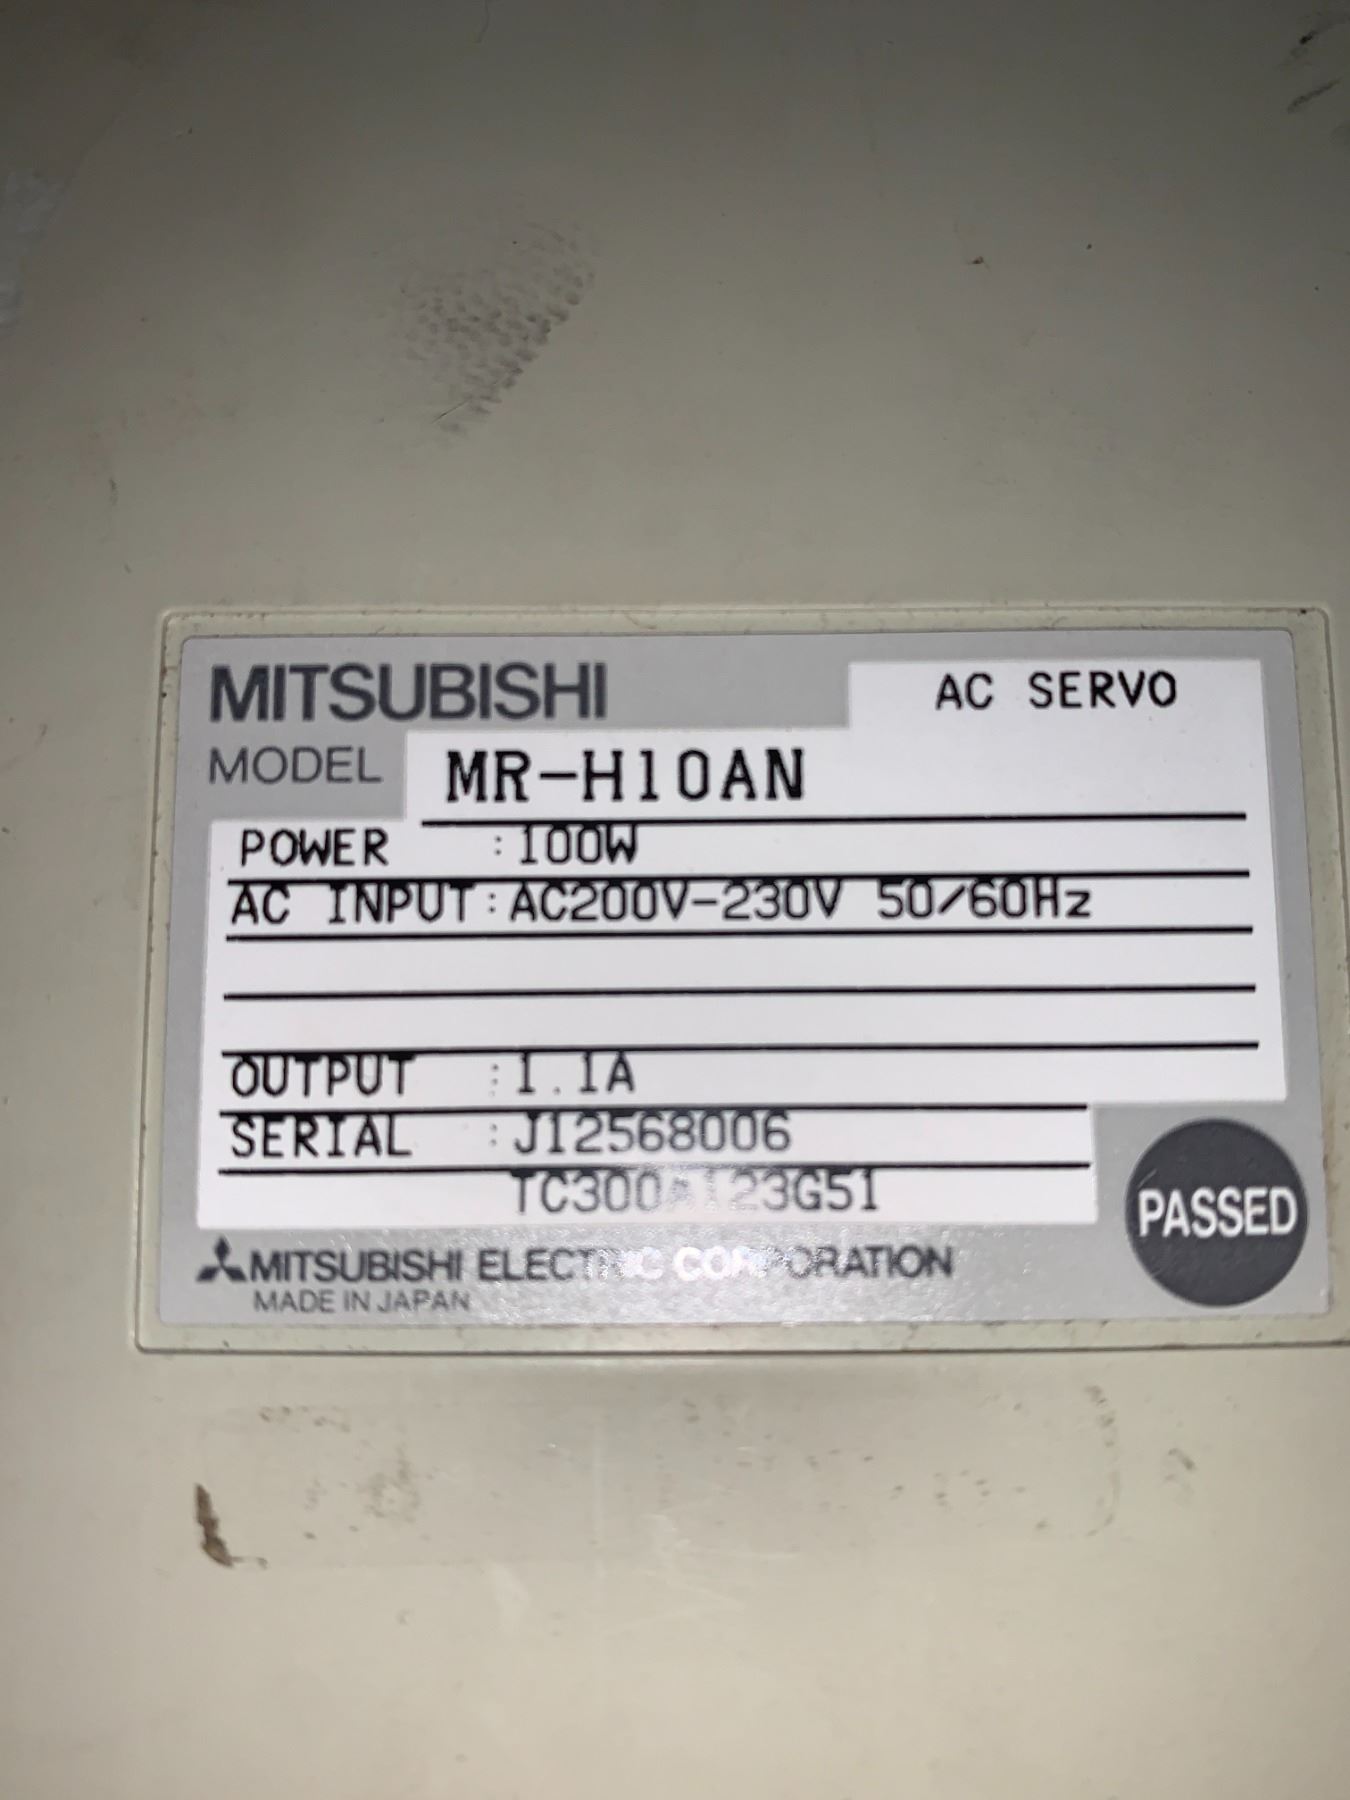 MITSUBISHI
AC SERVO
MODEL MR-H10AN
POWER :100W
AC INPUT:AC200V-230V 50/60Hz
OUTPUT :1.1A
SERIAL :J12568006
TC300A123G51
PASSED
MITSUBISHI ELECTRIC CORPORATION
MADE IN JAPAN